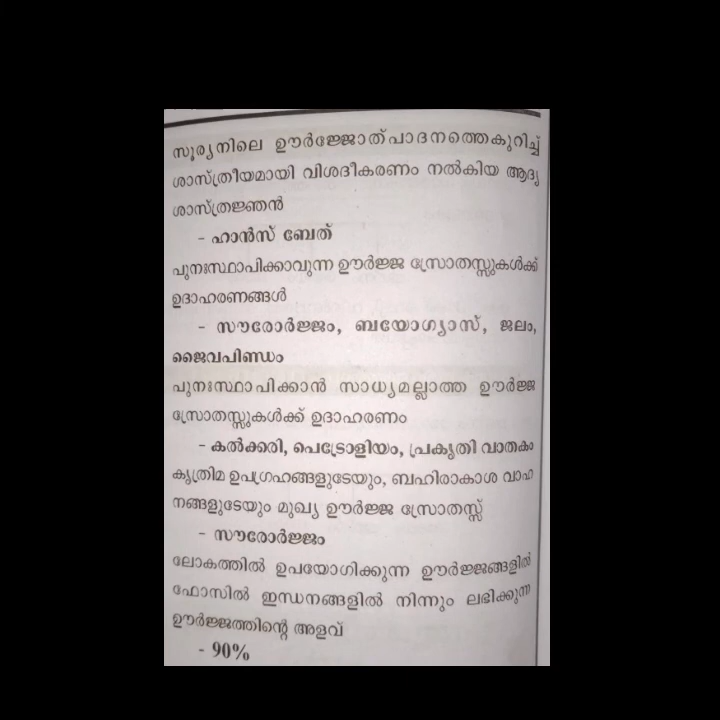 സൂര്യനിലെ ഊർജ്ജോത്പാദനത്തെകുറിച്ച്
ശാസ്ത്രീയമായി വിശദീകരണം നൽകിയ ആദ്യ
ശാസ്ത്രജ്ഞൻ
- ഹാൻസ് ബേത്
പുനഃസ്ഥാപിക്കാവുന്ന ഊർജ്ജ സ്രോതസ്സുകൾക്ക്
ഉദാഹരണങ്ങൾ
- സൗരോർജ്ജം, ബയോഗ്യാസ്, ജലം,
ജൈവപിണ്ഡം
പുനഃസ്ഥാപിക്കാൻ സാധ്യമല്ലാത്ത ഊർജ്ജ
സ്രോതസ്സുകൾക്ക് ഉദാഹരണം
- കൽക്കരി, പെട്രോളിയം, പ്രകൃതി വാതകം
കൃത്രിമ ഉപഗ്രഹങ്ങളുടേയും, ബഹിരാകാശ വാഹ
നങ്ങളുടേയും മുഖ്യ ഊർജ്ജ സ്രോതസ്സ്
- സൗരോർജ്ജം
ലോകത്തിൽ ഉപയോഗിക്കുന്ന ഊർജ്ജങ്ങളിൽ
ഫോസിൽ ഇന്ധനങ്ങളിൽ നിന്നും ലഭിക്കുന്ന
ഊർജ്ജത്തിന്റെ അളവ്
- 90%